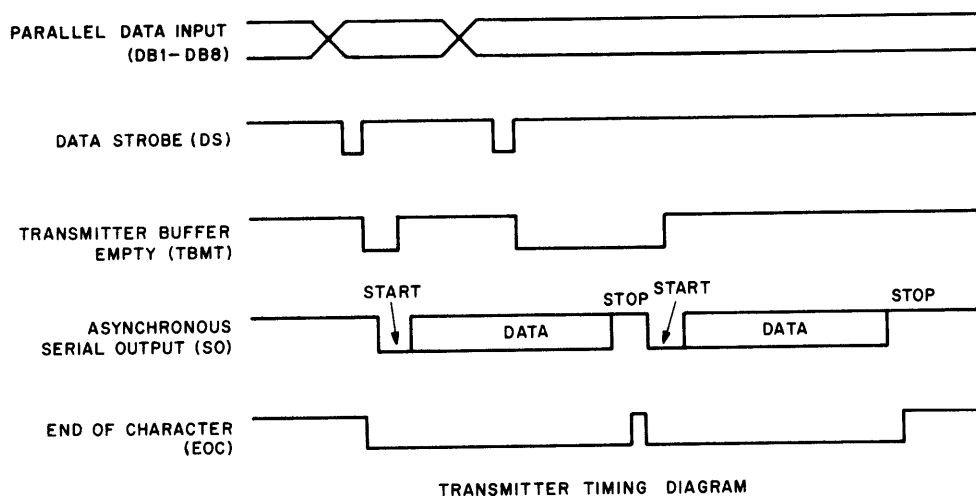 PARALLEL DATA INPUT
(DB1-DB8)
DATA STROBE (DS)
TRANSMITTER BUFFER
EMPTY (TBMT)
START
STOP
START
STOP
ASYNCHRONOUS
SERIAL OUTPUT (SO)
DATA
DATA
END OF CHARACTER
(EOC)
TRANSMITTER TIMING DIAGRAM